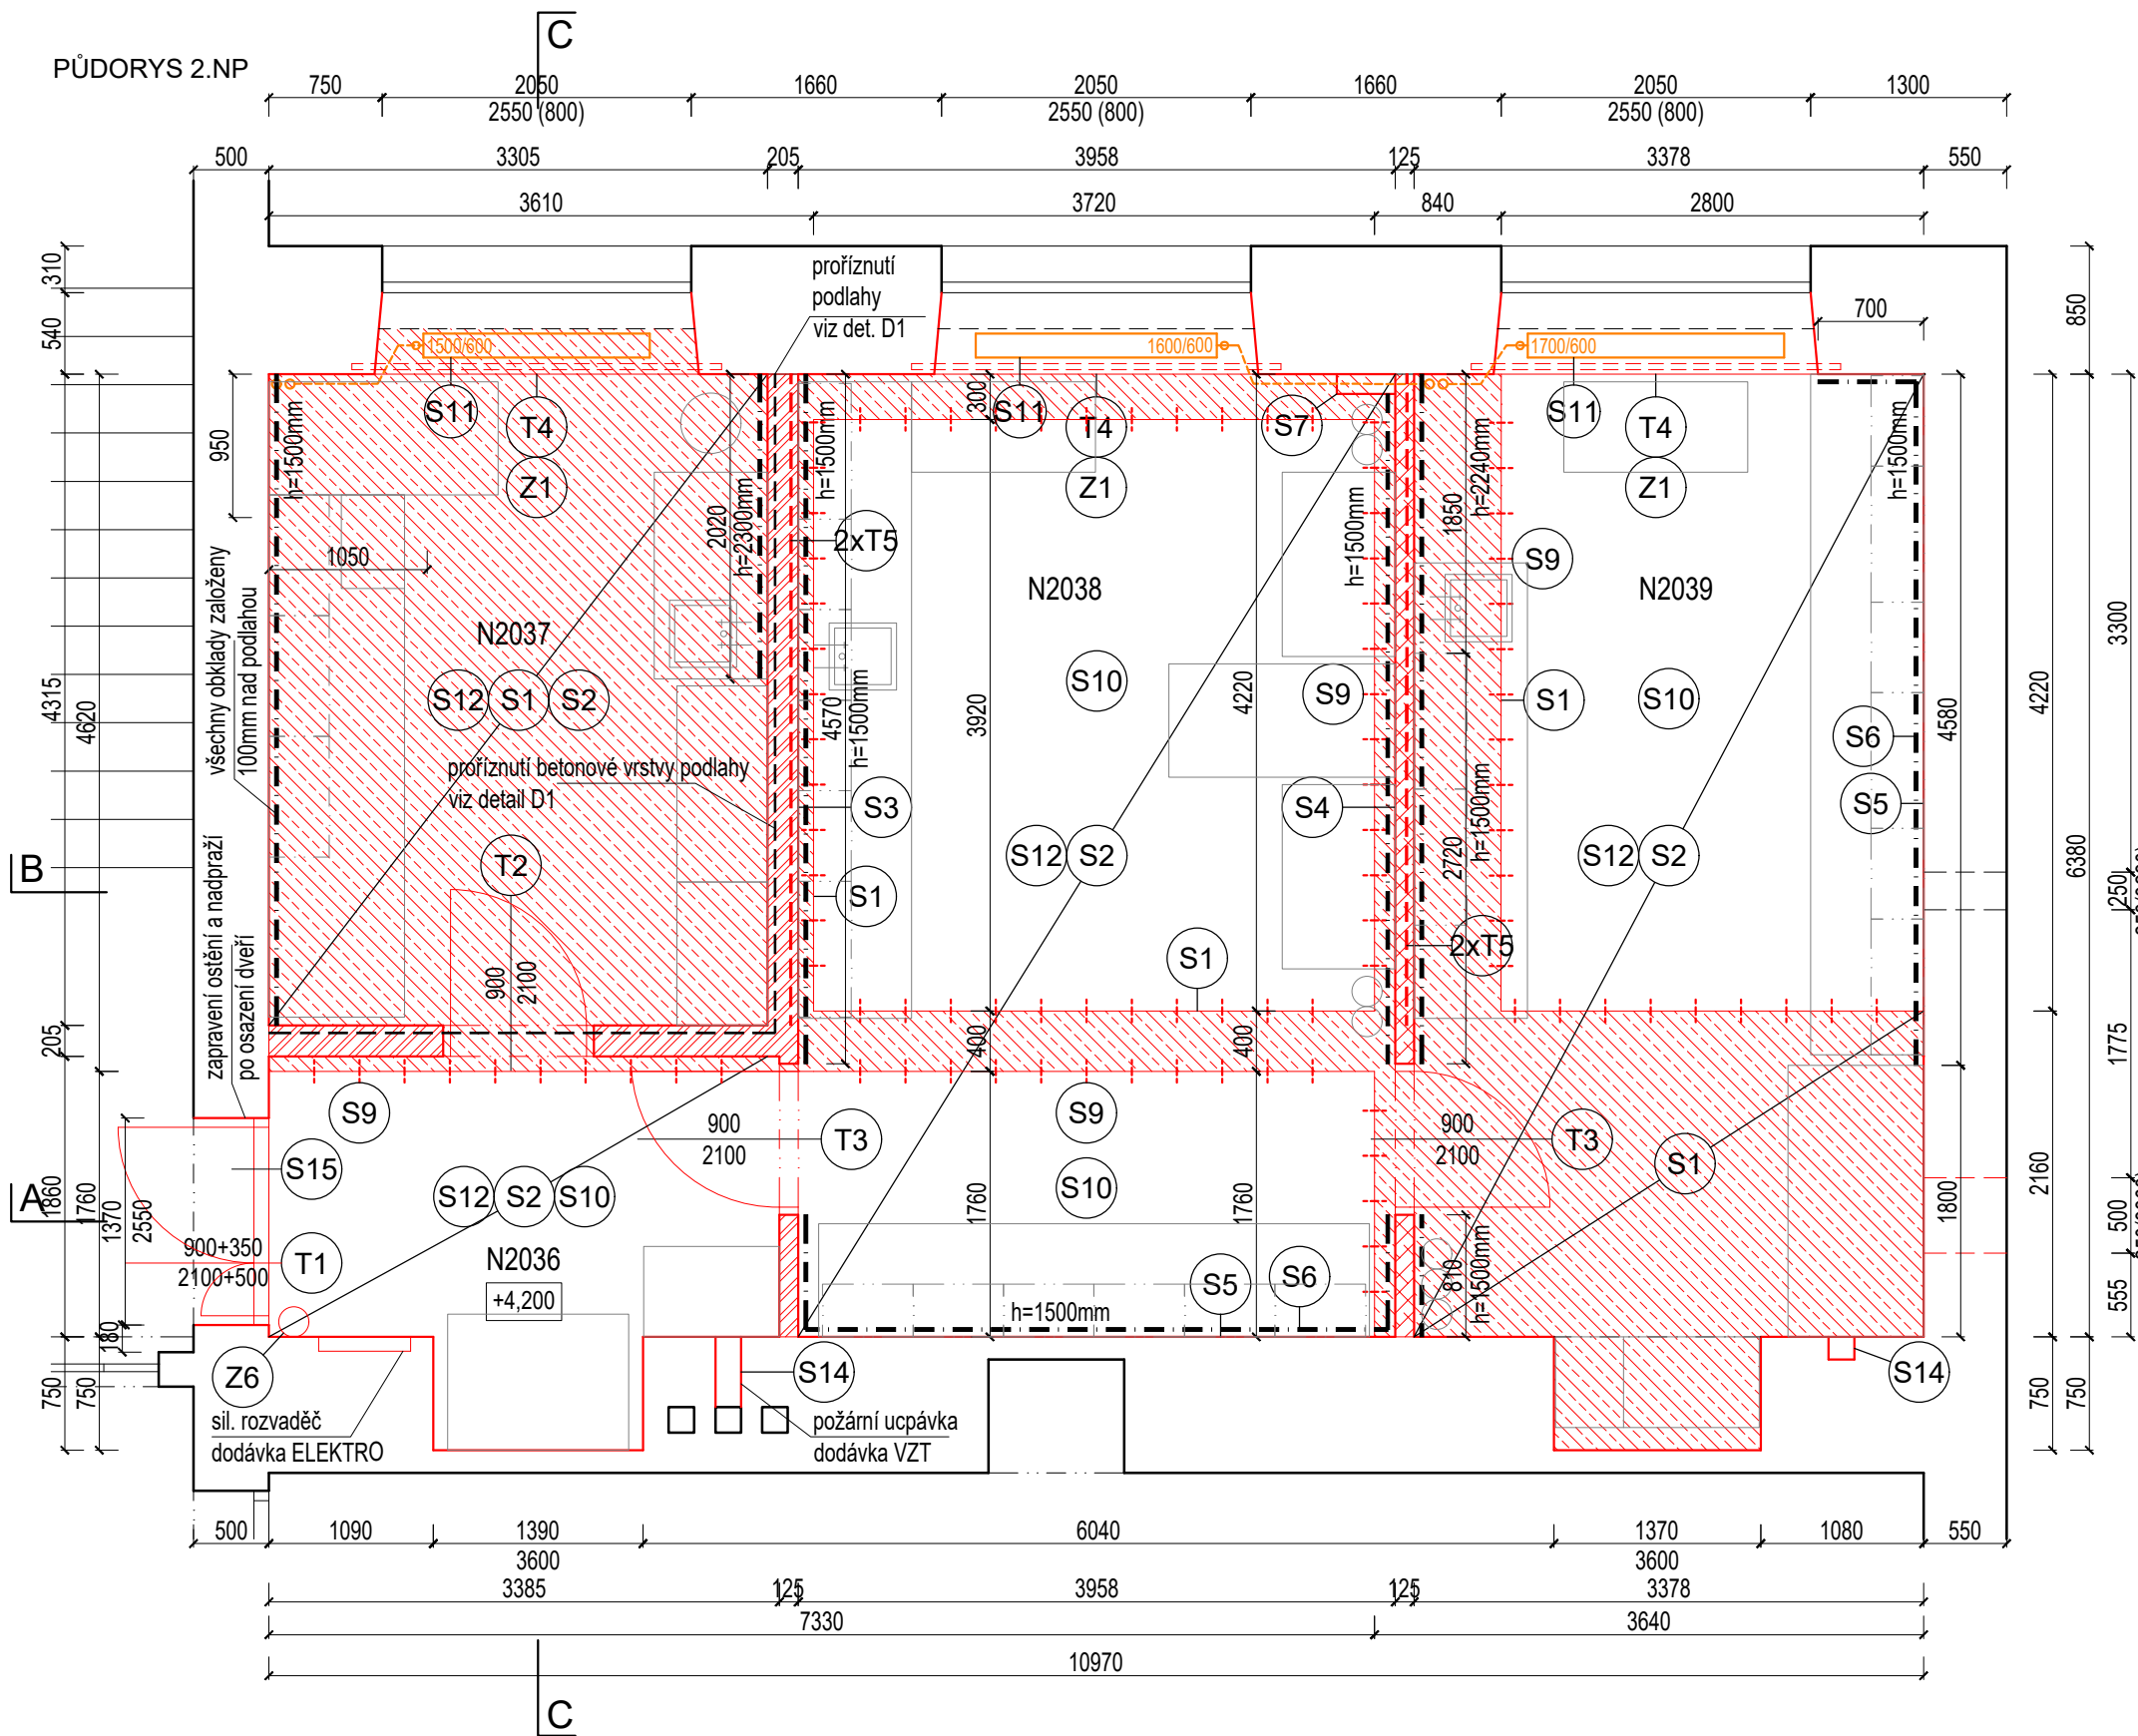 PŮDORYS 2.NP
C
750
2050
2550 (800)
1660
2050
2550 (800)
1660
2050
2550 (800)
1300
500
3305
205
3958
125
3378
550
3610
3720
840
2800
310
540
4315
4620
205
1860
1760
1370
2550
180
750
750
950
1050
proříznutí
podlahy
viz det. D1
700
850
1500/600
1600/600
1700/600
S11
T4
Z1
S11
T4
Z1
S7
S11
T4
Z1
h=1500mm
2020
h=2300mm
h=1500mm
300
h=1500mm
1850
h=2240mm
h=1500mm
2xT5
N2038
S9
N2039
všechny obklady založeny
100mm nad podlahou
N2037
S12
S1
S2
S10
S9
S1
S10
3920
4220
4570
h=1500mm
S6
S5
4580
4220
3300
6380
proříznutí betonové vrstvy podlahy
viz detail D1
S3
S4
2720
h=1500mm
T2
S12
S2
S12
S2
S1
B
250
900
2100
S1
2xT5
zapravení ostění a nadpraží
po osazení dveří
400
400
1775
S9
900
2100
T3
S9
900
2100
T3
S1
S15
S12
S2
S10
S10
A
1760
1760
1800
2160
500
555
900+350
2100+500
T1
N2036
+4,200
S5
S6
h=1500mm
810
h=1500mm
Z6
sil. rozvaděč
dodávka ELEKTRO
S14
požární ucpávka
dodávka VZT
S14
750
750
500
1090
1390
3600
6040
1370
3600
1080
550
3385
125
3958
125
3378
7330
3640
10970
C